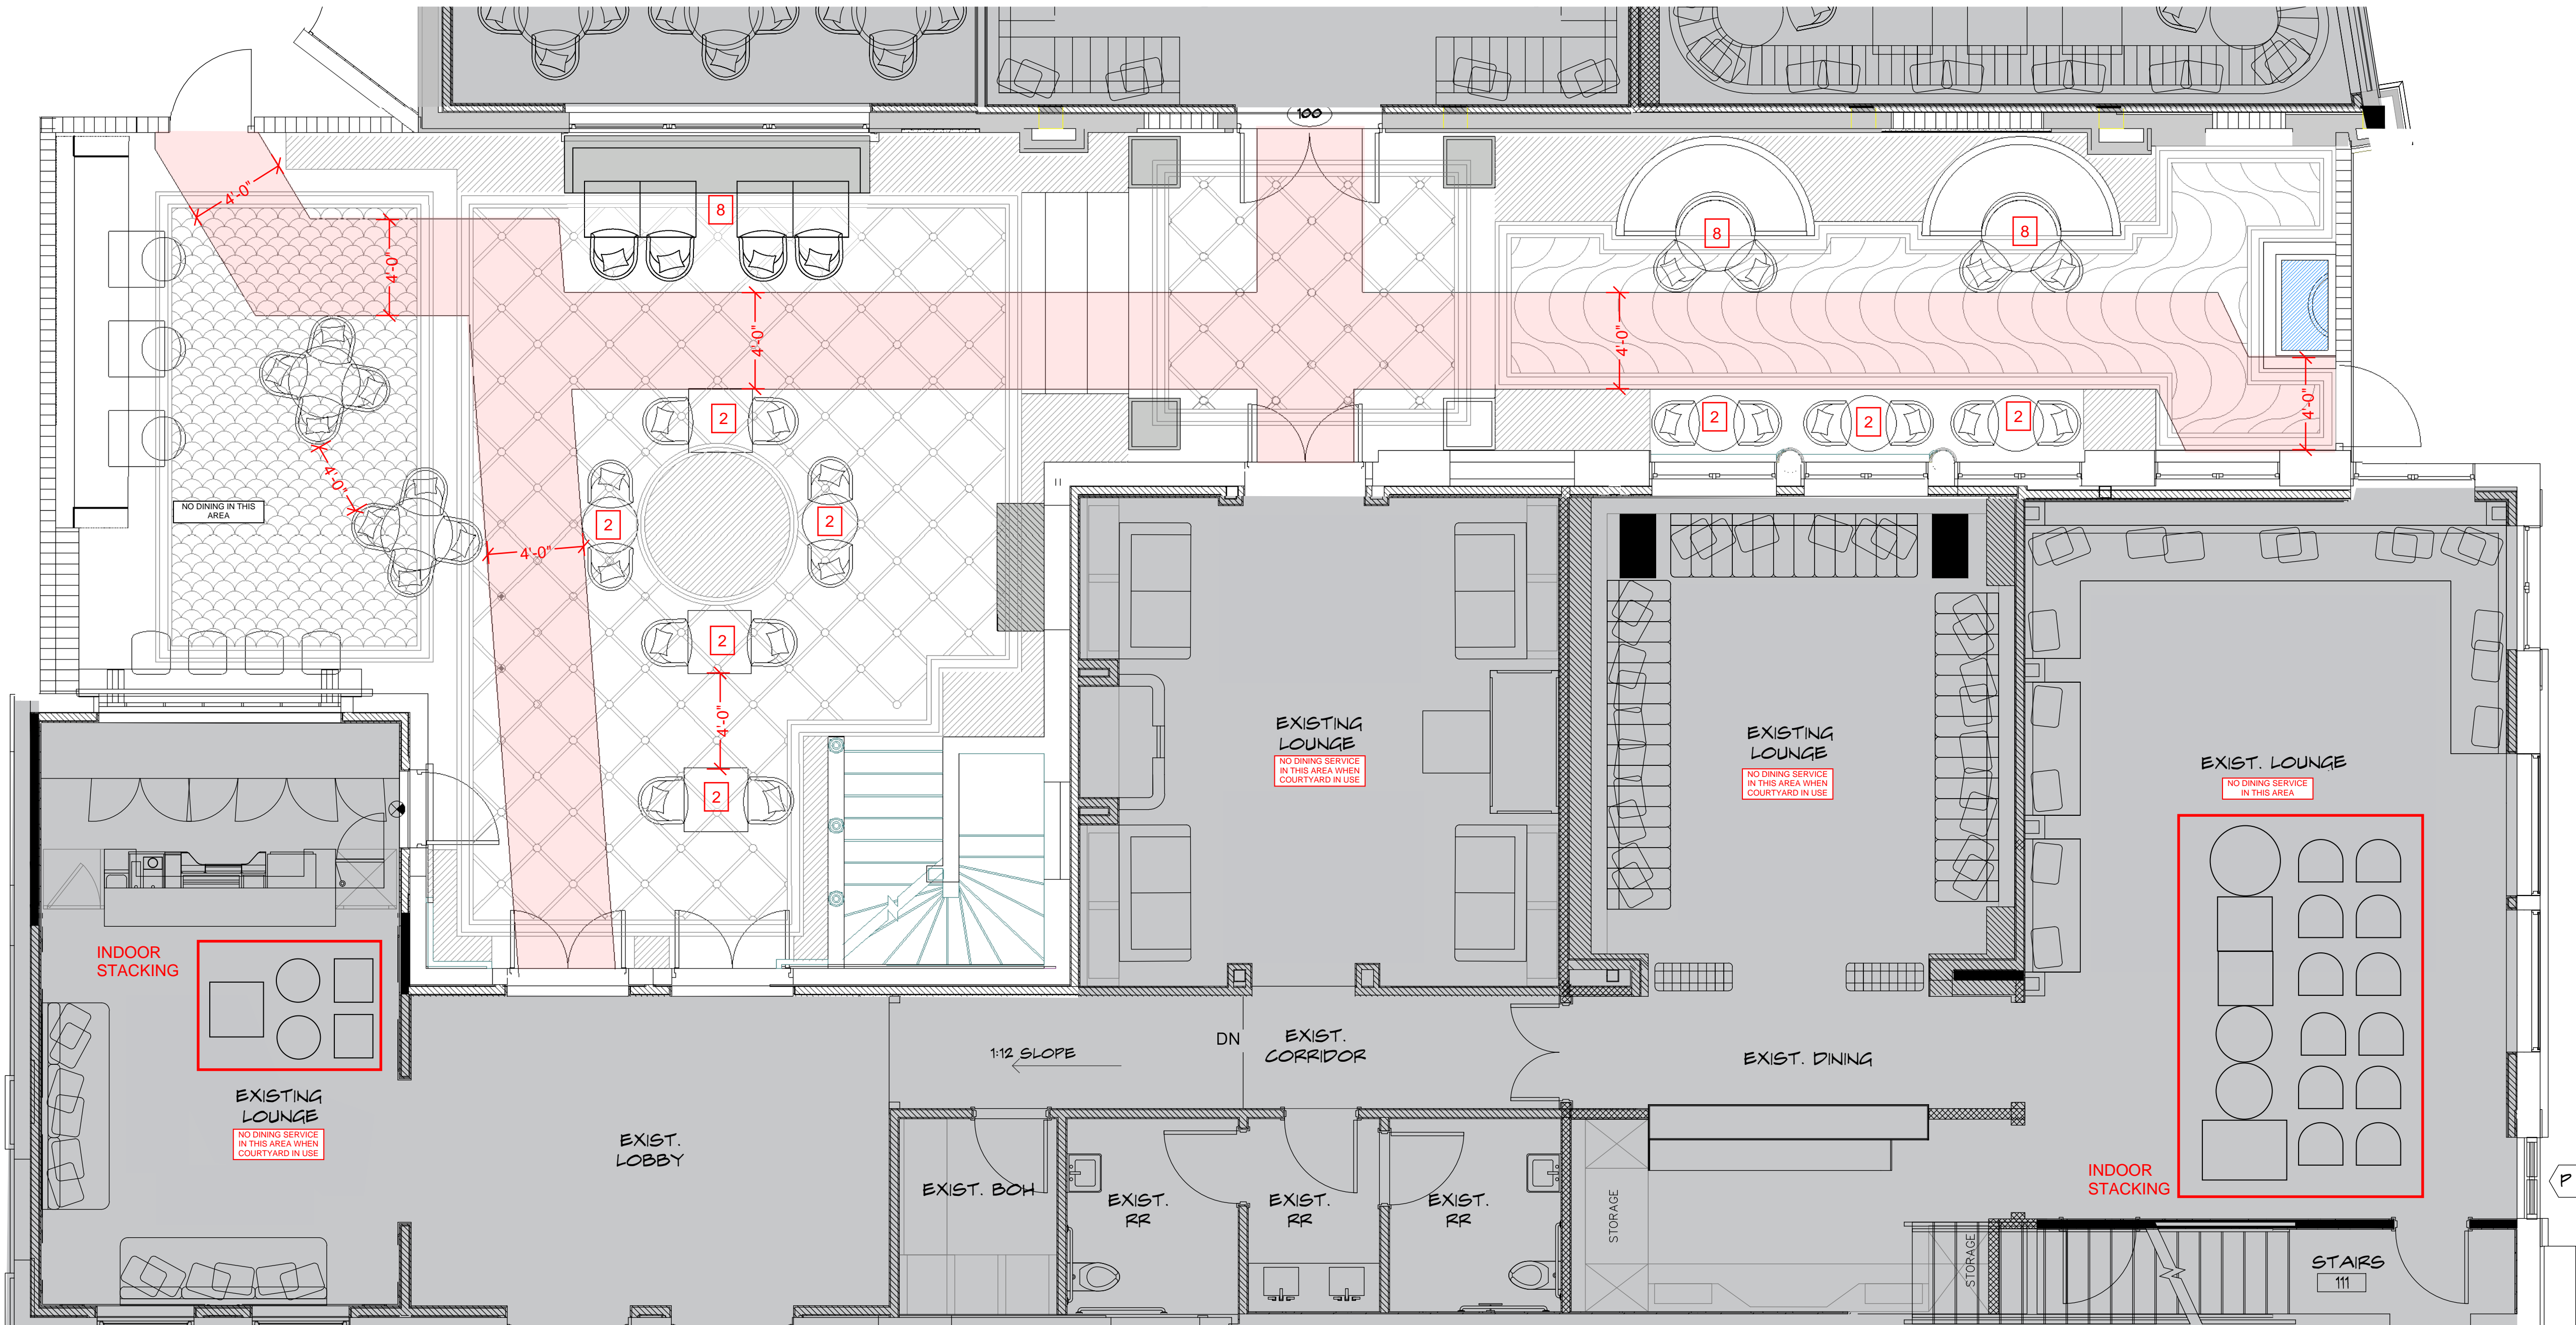 100
4'-0"
8
8
8
4'-0"
4'-0"
4'-0"
4'-0"
2
2
2
2
4'-0"
4'-0"
NO DINING IN THIS
AREA
2
2
4'-0"
2
4'-0"
2
EXISTING
LOUNGE
NO DINING SERVICE
IN THIS AREA WHEN
COURTYARD IN USE
EXISTING
LOUNGE
NO DINING SERVICE
IN THIS AREA WHEN
COURTYARD IN USE
EXIST. LOUNGE
NO DINING SERVICE
IN THIS AREA
INDOOR
STACKING
EXISTING
LOUNGE
NO DINING SERVICE
IN THIS AREA WHEN
COURTYARD IN USE
EXIST.
LOBBY
1:12 SLOPE
DN
EXIST.
CORRIDOR
EXIST. DINING
EXIST. BOH
EXIST.
RR
EXIST.
RR
EXIST.
RR
STORAGE
STORAGE
INDOOR
STACKING
STAIRS
111
P